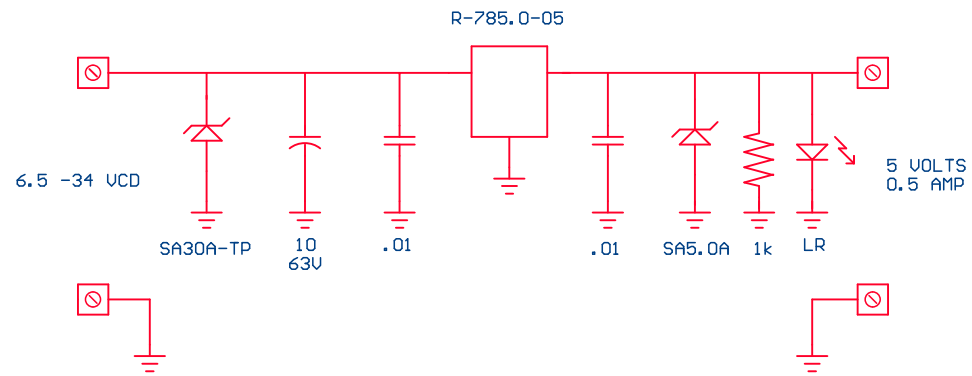 R-785.0-05
6.5 -34 VCD
5 VOLTS
0.5 AMP
SA30A-TP
10
63V
.01
.01
SA5.0A
1k
LR